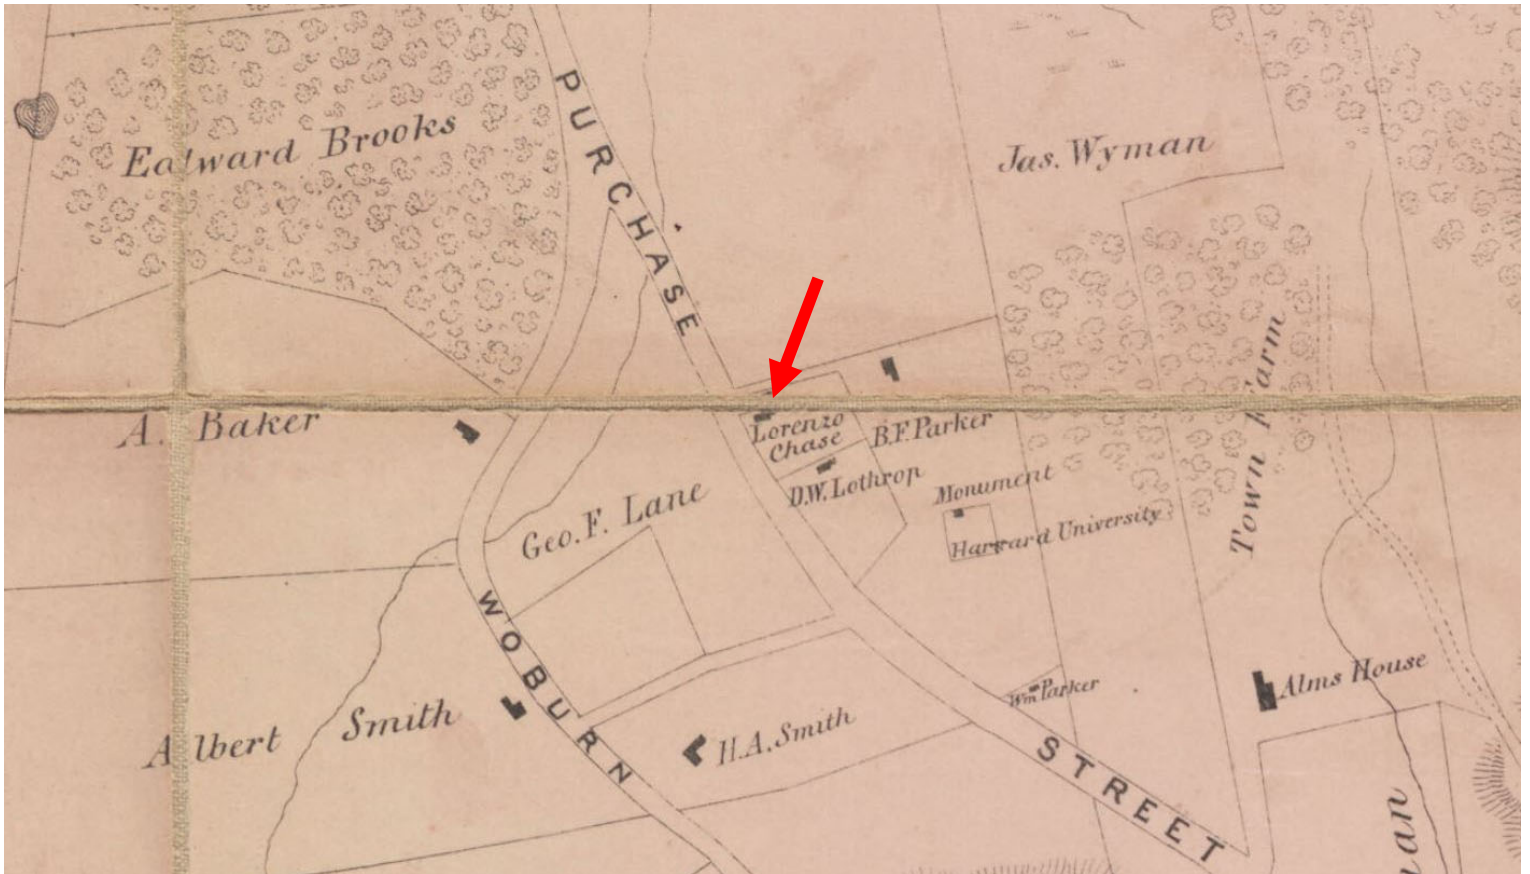 Edward Brooks
PURCHASE
Jas. Wyman
A. Baker
Lorenzo
Chase
B.F. Parker
D.W. Lothrop
Monument
Harvard University
Town Farm
Geo. F. Lane
WOBURN
Wm Parker
Alms House
Albert Smith
H.A. Smith
STREET